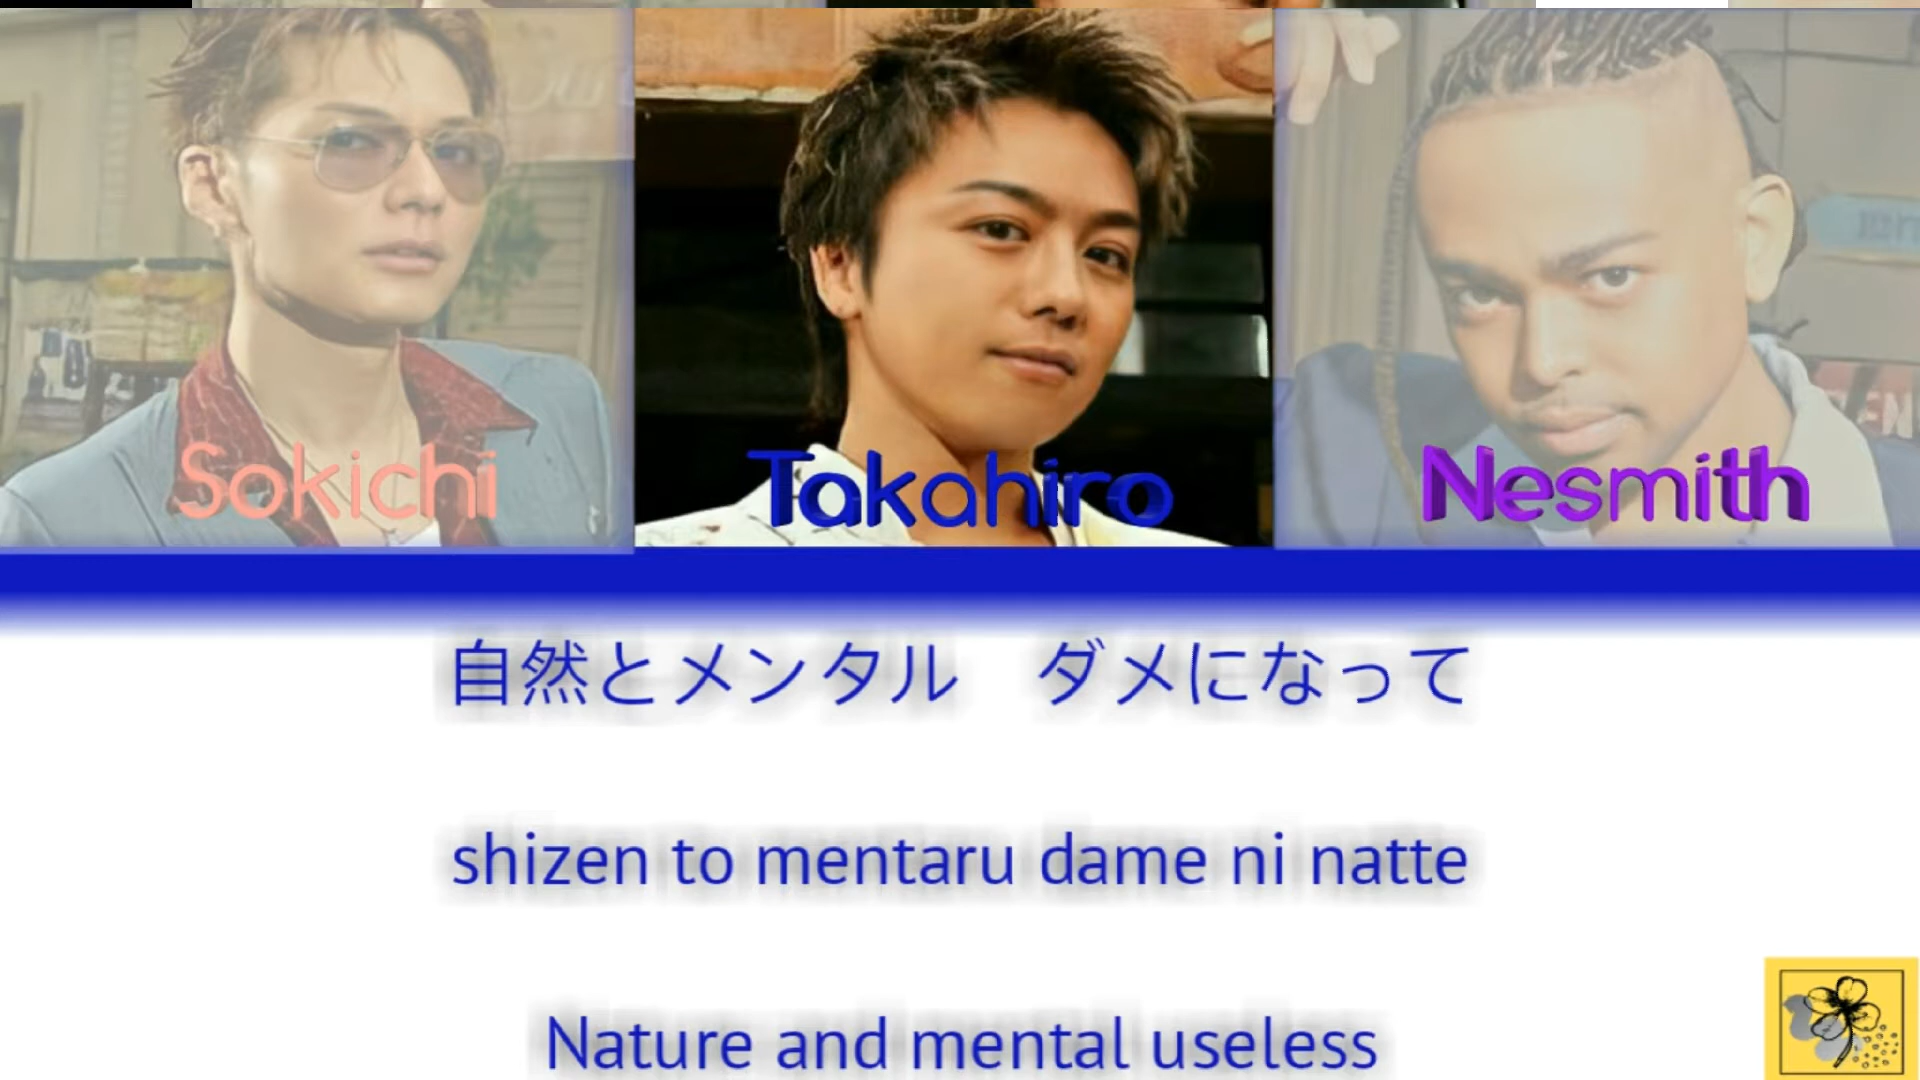 Sokichi
Takahiro
Nesmith
自然とメンタル　ダメになって
shizen to mentaru dame ni natte
Nature and mental useless